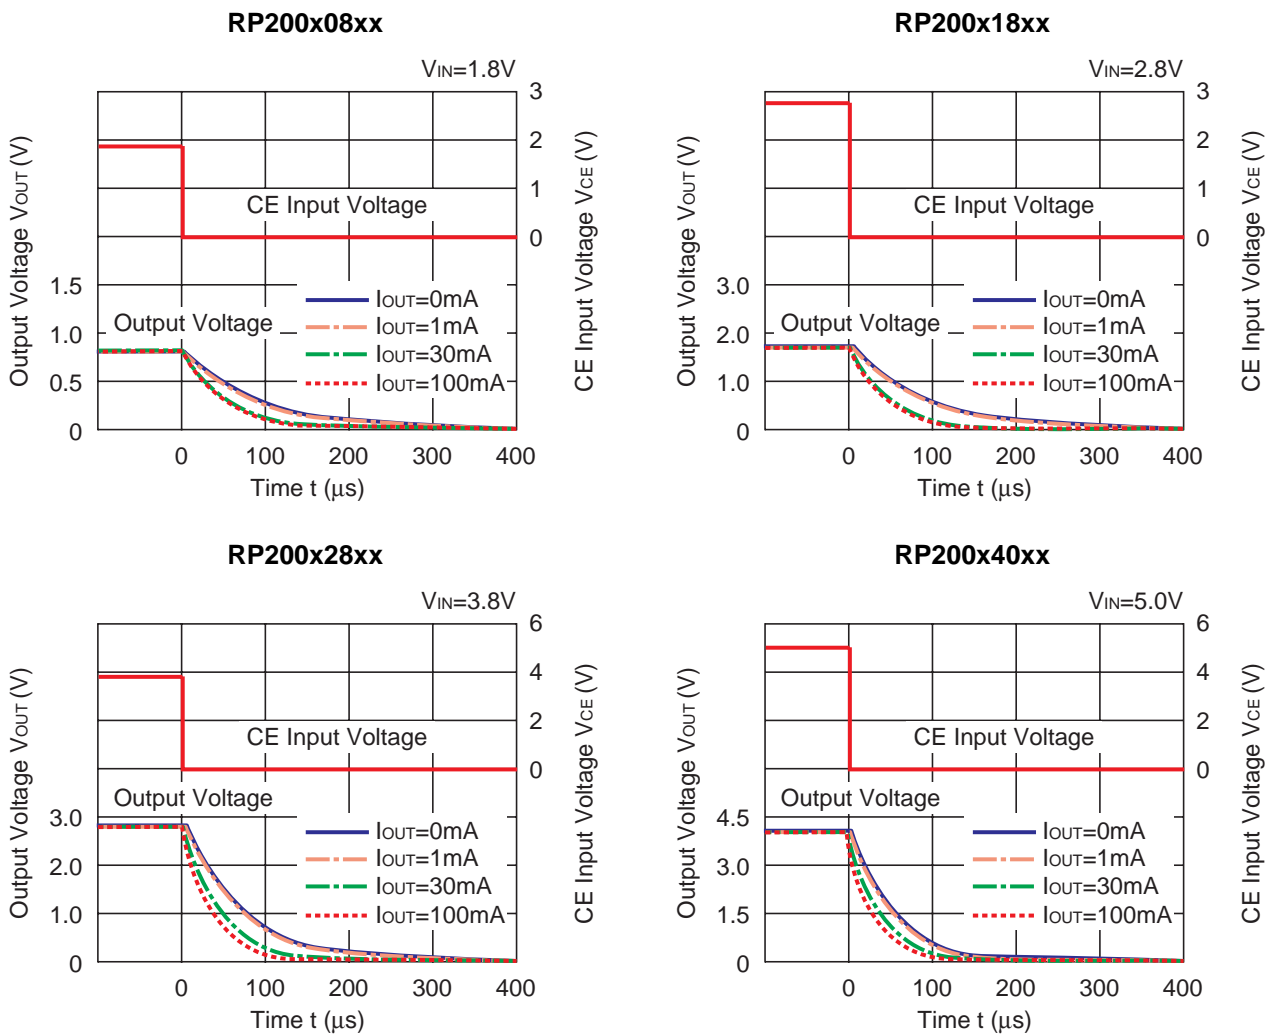 RP200x08xx
VIN=1.8V
Output Voltage VOUT (V)
CE Input Voltage VCE (V)
3
2
1
0
CE Input Voltage
1.5
1.0
0.5
0
Output Voltage
IOUT=0mA
IOUT=1mA
IOUT=30mA
IOUT=100mA
0 100 200 300 400
Time t (μs)
RP200x18xx
VIN=2.8V
Output Voltage VOUT (V)
CE Input Voltage VCE (V)
3
2
1
0
CE Input Voltage
3.0
2.0
1.0
0
Output Voltage
IOUT=0mA
IOUT=1mA
IOUT=30mA
IOUT=100mA
0 100 200 300 400
Time t (μs)
RP200x28xx
VIN=3.8V
Output Voltage VOUT (V)
CE Input Voltage VCE (V)
6
4
2
0
CE Input Voltage
Output Voltage
3.0
2.0
1.0
0
IOUT=0mA
IOUT=1mA
IOUT=30mA
IOUT=100mA
0 100 200 300 400
Time t (μs)
RP200x40xx
VIN=5.0V
Output Voltage VOUT (V)
CE Input Voltage VCE (V)
6
4
2
0
CE Input Voltage
Output Voltage
4.5
3.0
1.5
0
IOUT=0mA
IOUT=1mA
IOUT=30mA
IOUT=100mA
0 100 200 300 400
Time t (μs)